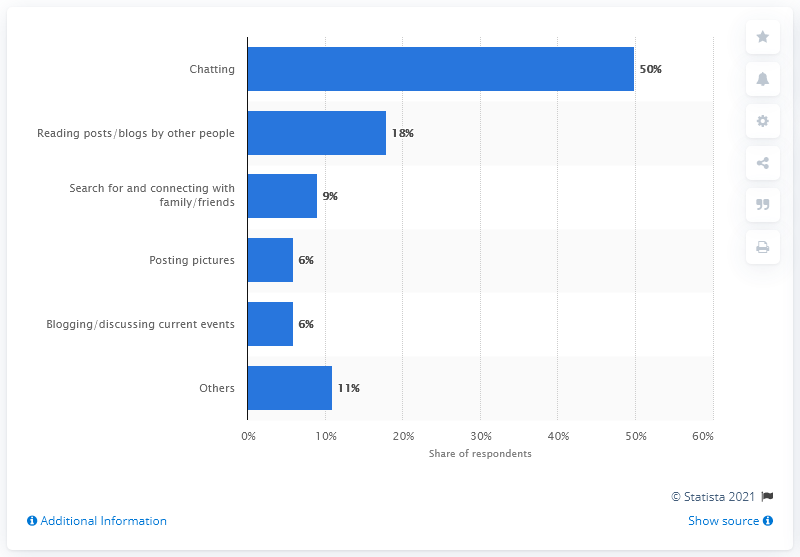 Chatting
50%
Reading posts/blogs by other people
18%
Search for and connecting with
family/friends
9%
Posting pictures
6%
Blogging/discussing current events
6%
Others
11%
0%
10%
20%
30%
40%
50%
60%
Share of respondents
© Statista 2021
Additional Information
Show source